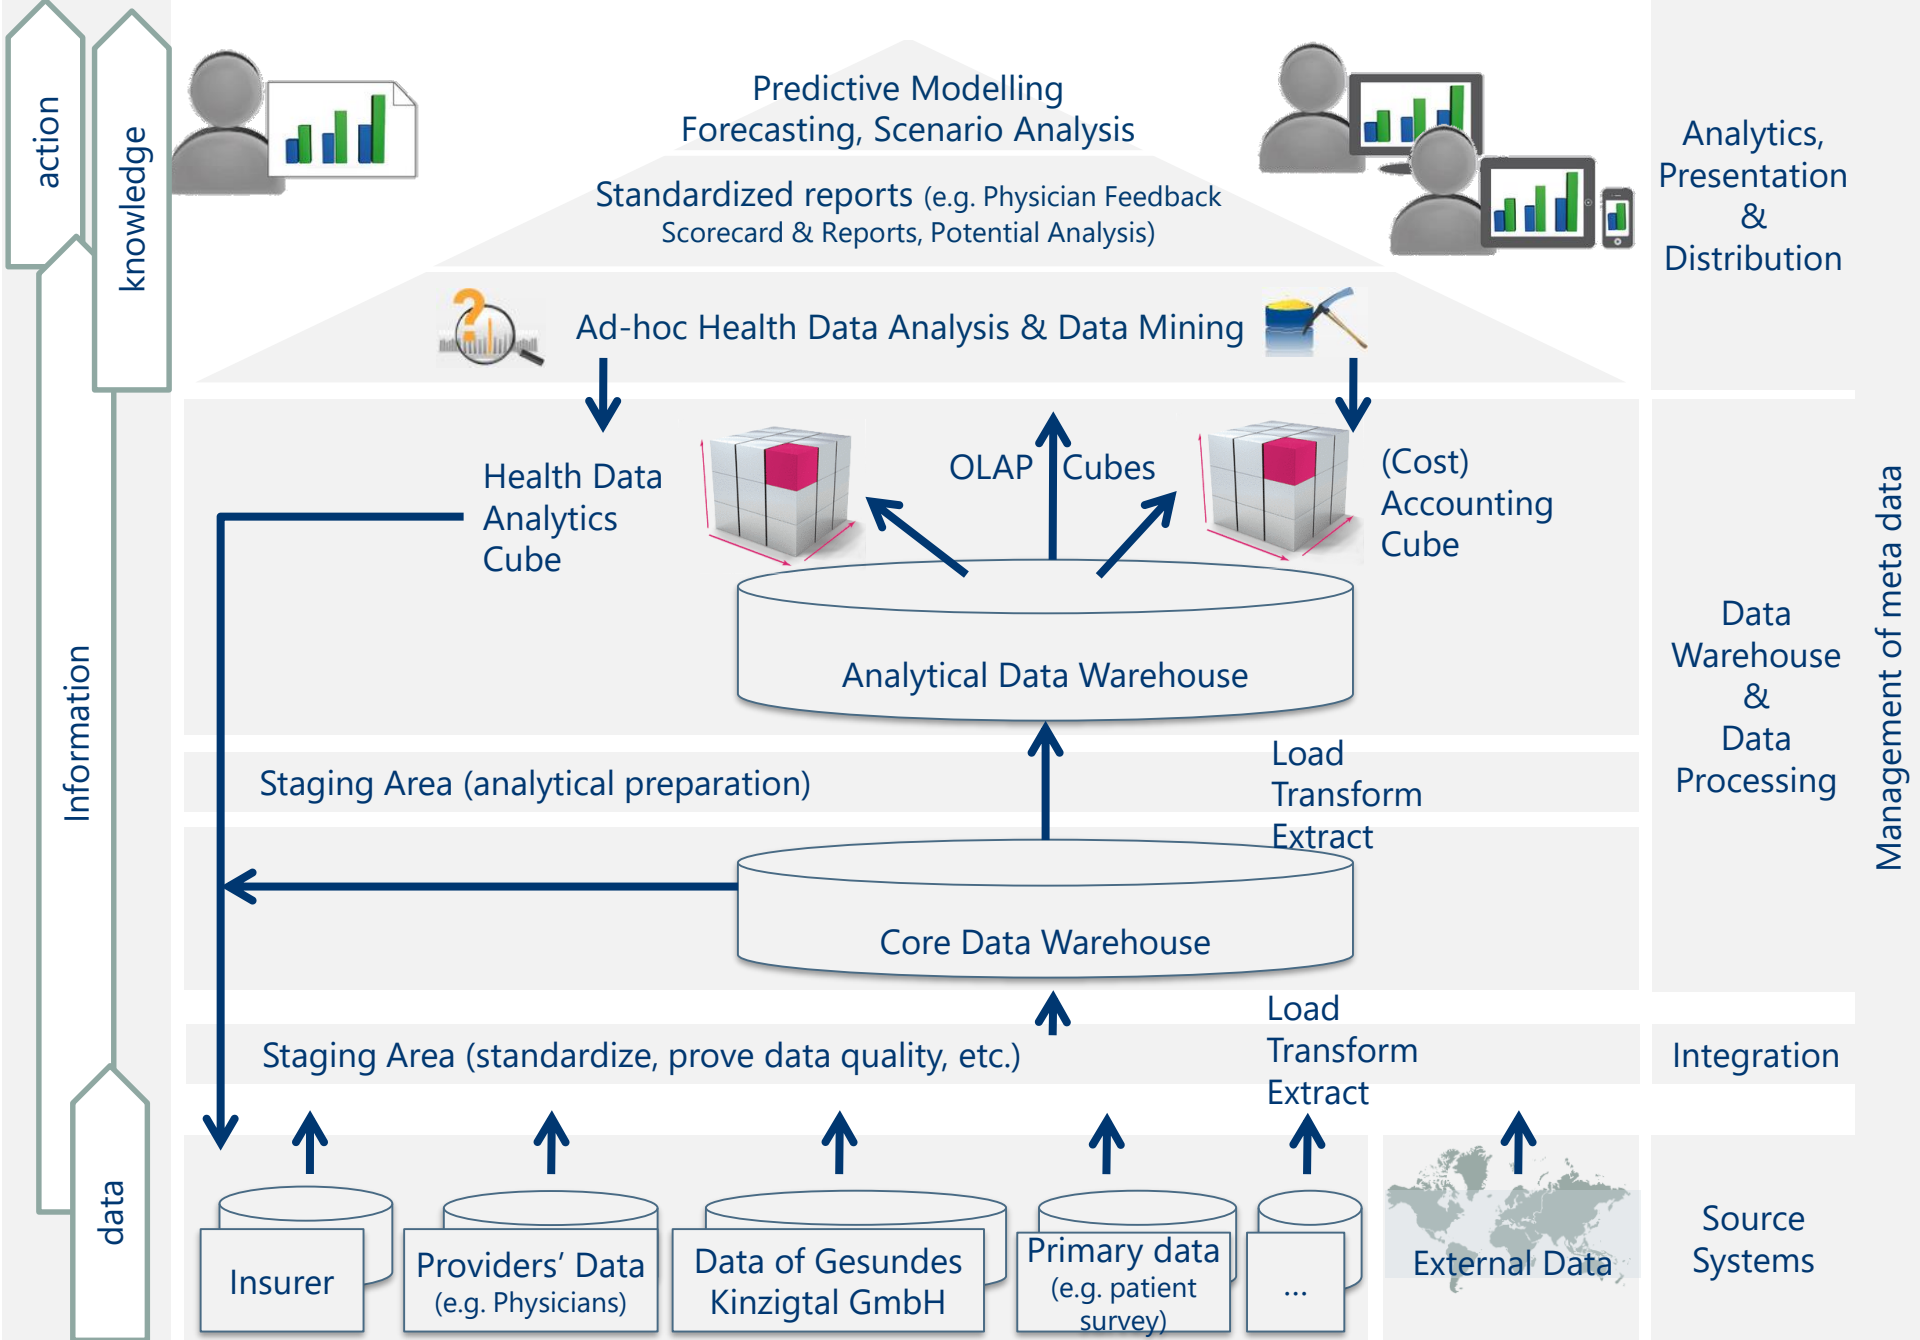 action
knowledge
Information
data
Predictive Modelling
Forecasting, Scenario Analysis
Standardized reports (e.g. Physician Feedback
Scorecard & Reports, Potential Analysis)
Ad-hoc Health Data Analysis & Data Mining
Health Data
Analytics
Cube
OLAP Cubes
(Cost)
Accounting
Cube
Analytical Data Warehouse
Staging Area (analytical preparation)
Load
Transform
Extract
Core Data Warehouse
Staging Area (standardize, prove data quality, etc.)
Load
Transform
Extract
Insurer
Providers’ Data
(e.g. Physicians)
Data of Gesundes
Kinzigtal GmbH
Primary data
(e.g. patient
survey)
...
External Data
Analytics,
Presentation
&
Distribution
Data
Warehouse
&
Data
Processing
Integration
Source
Systems
Management of meta data